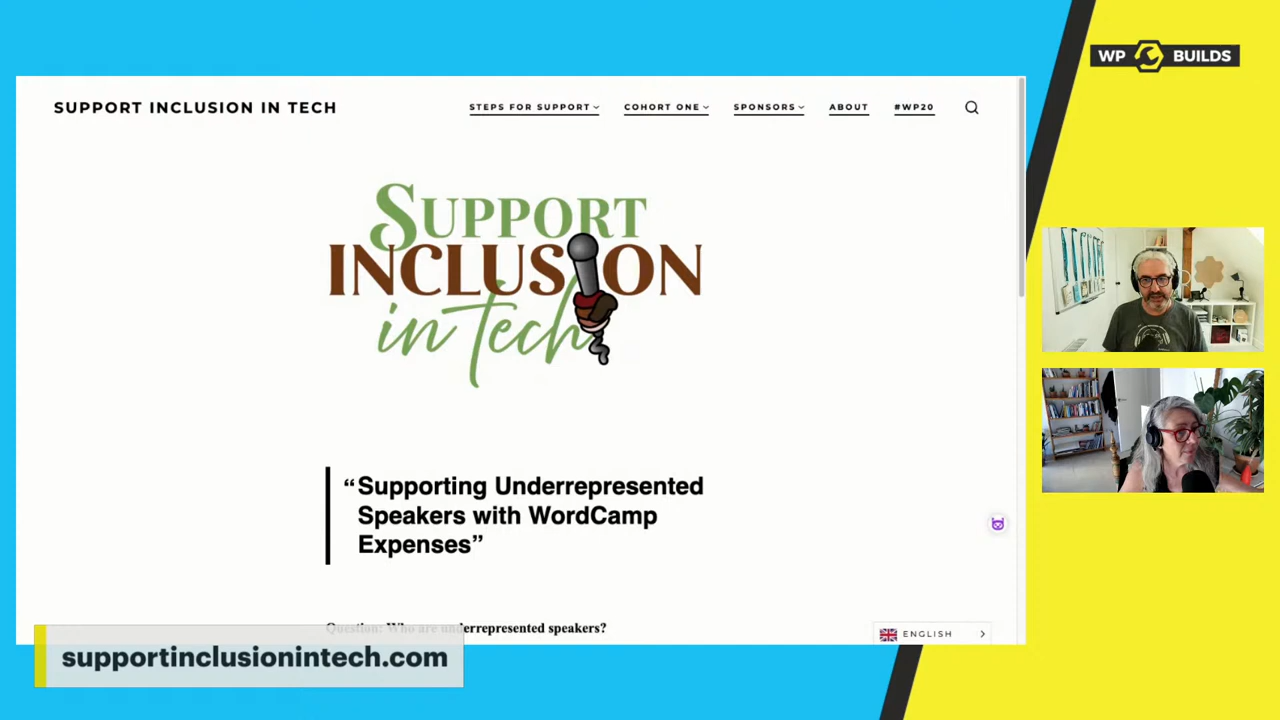 WP BUILDS
SUPPORT INCLUSION IN TECH
STEPS FOR SUPPORT
COHORT ONE
SPONSORS
ABOUT
#WP20
SUPPORT
INCLUSION
in tech
“Supporting Underrepresented
Speakers with WordCamp
Expenses”
Question: Who are underrepresented speakers?
ENGLISH
supportinclusionintech.com